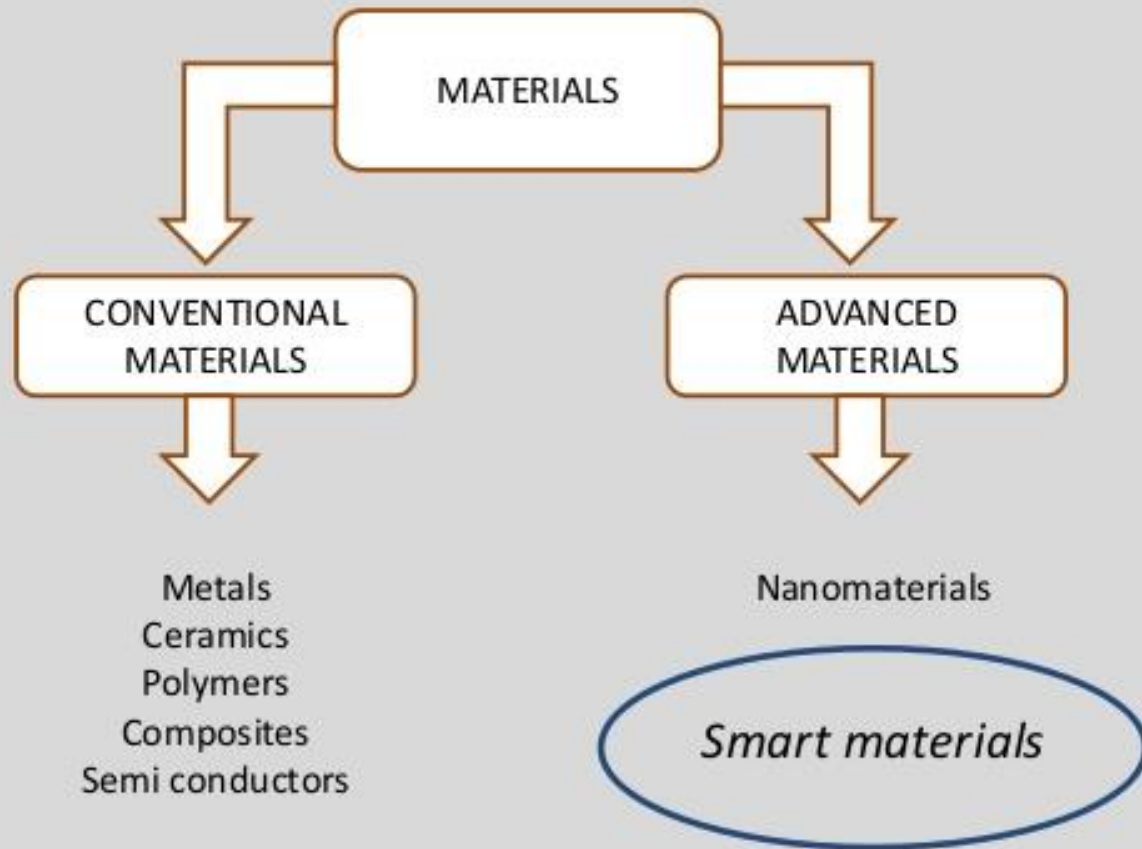 MATERIALS
CONVENTIONAL
MATERIALS
ADVANCED
MATERIALS
Metals
Ceramics
Polymers
Composites
Semi conductors
Nanomaterials
Smart materials